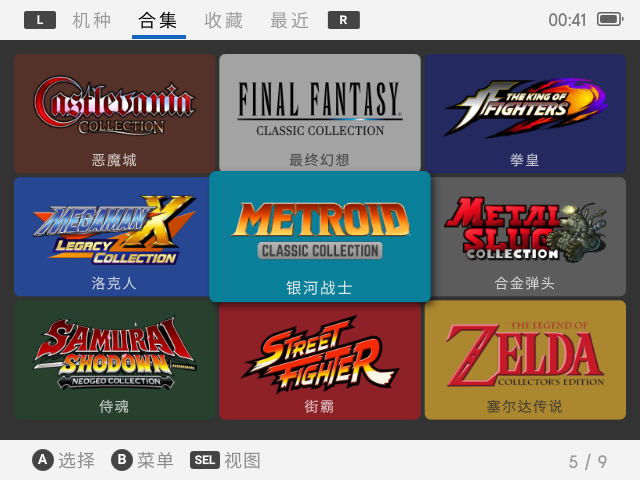 L 机种 合集 收藏 最近 R 00:41
Castlevania
COLLECTION
恶魔城
FINAL FANTASY
CLASSIC COLLECTION
最终幻想
THE KING OF
FIGHTERS
拳皇
MEGAMAN X
LEGACY
COLLECTION
洛克人
METROID
CLASSIC COLLECTION
银河战士
METAL
SLUG
COLLECTION
合金弹头
SAMURAI
SHODOWN
NEOGEO COLLECTION
侍魂
STREET
FIGHTER
街霸
THE LEGEND OF
ZELDA
COLLECTOR'S EDITION
塞尔达传说
A 选择 B 菜单 SEL 视图 5 / 9